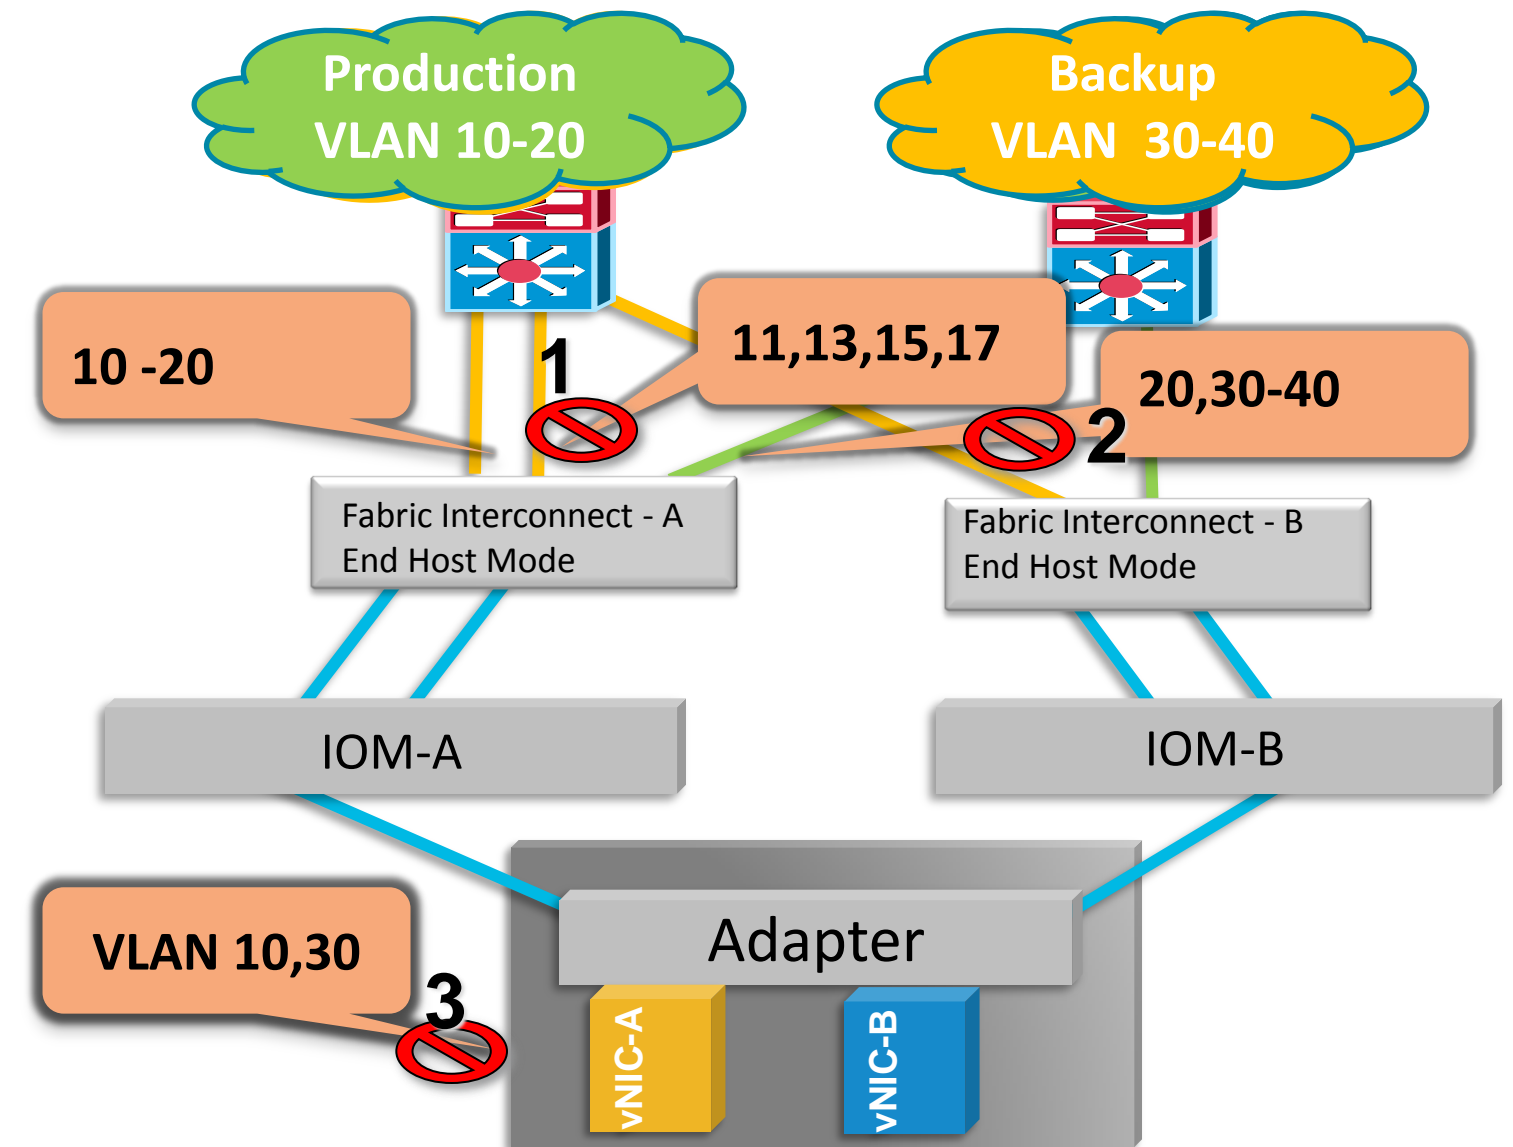 Production
VLAN 10-20
Backup
VLAN  30-40
10 -20
1
11,13,15,17
20,30-40
2
Fabric Interconnect - A
End Host Mode
Fabric Interconnect - B
End Host Mode
IOM-A
IOM-B
VLAN 10,30
3
Adapter
vNIC-A
vNIC-B